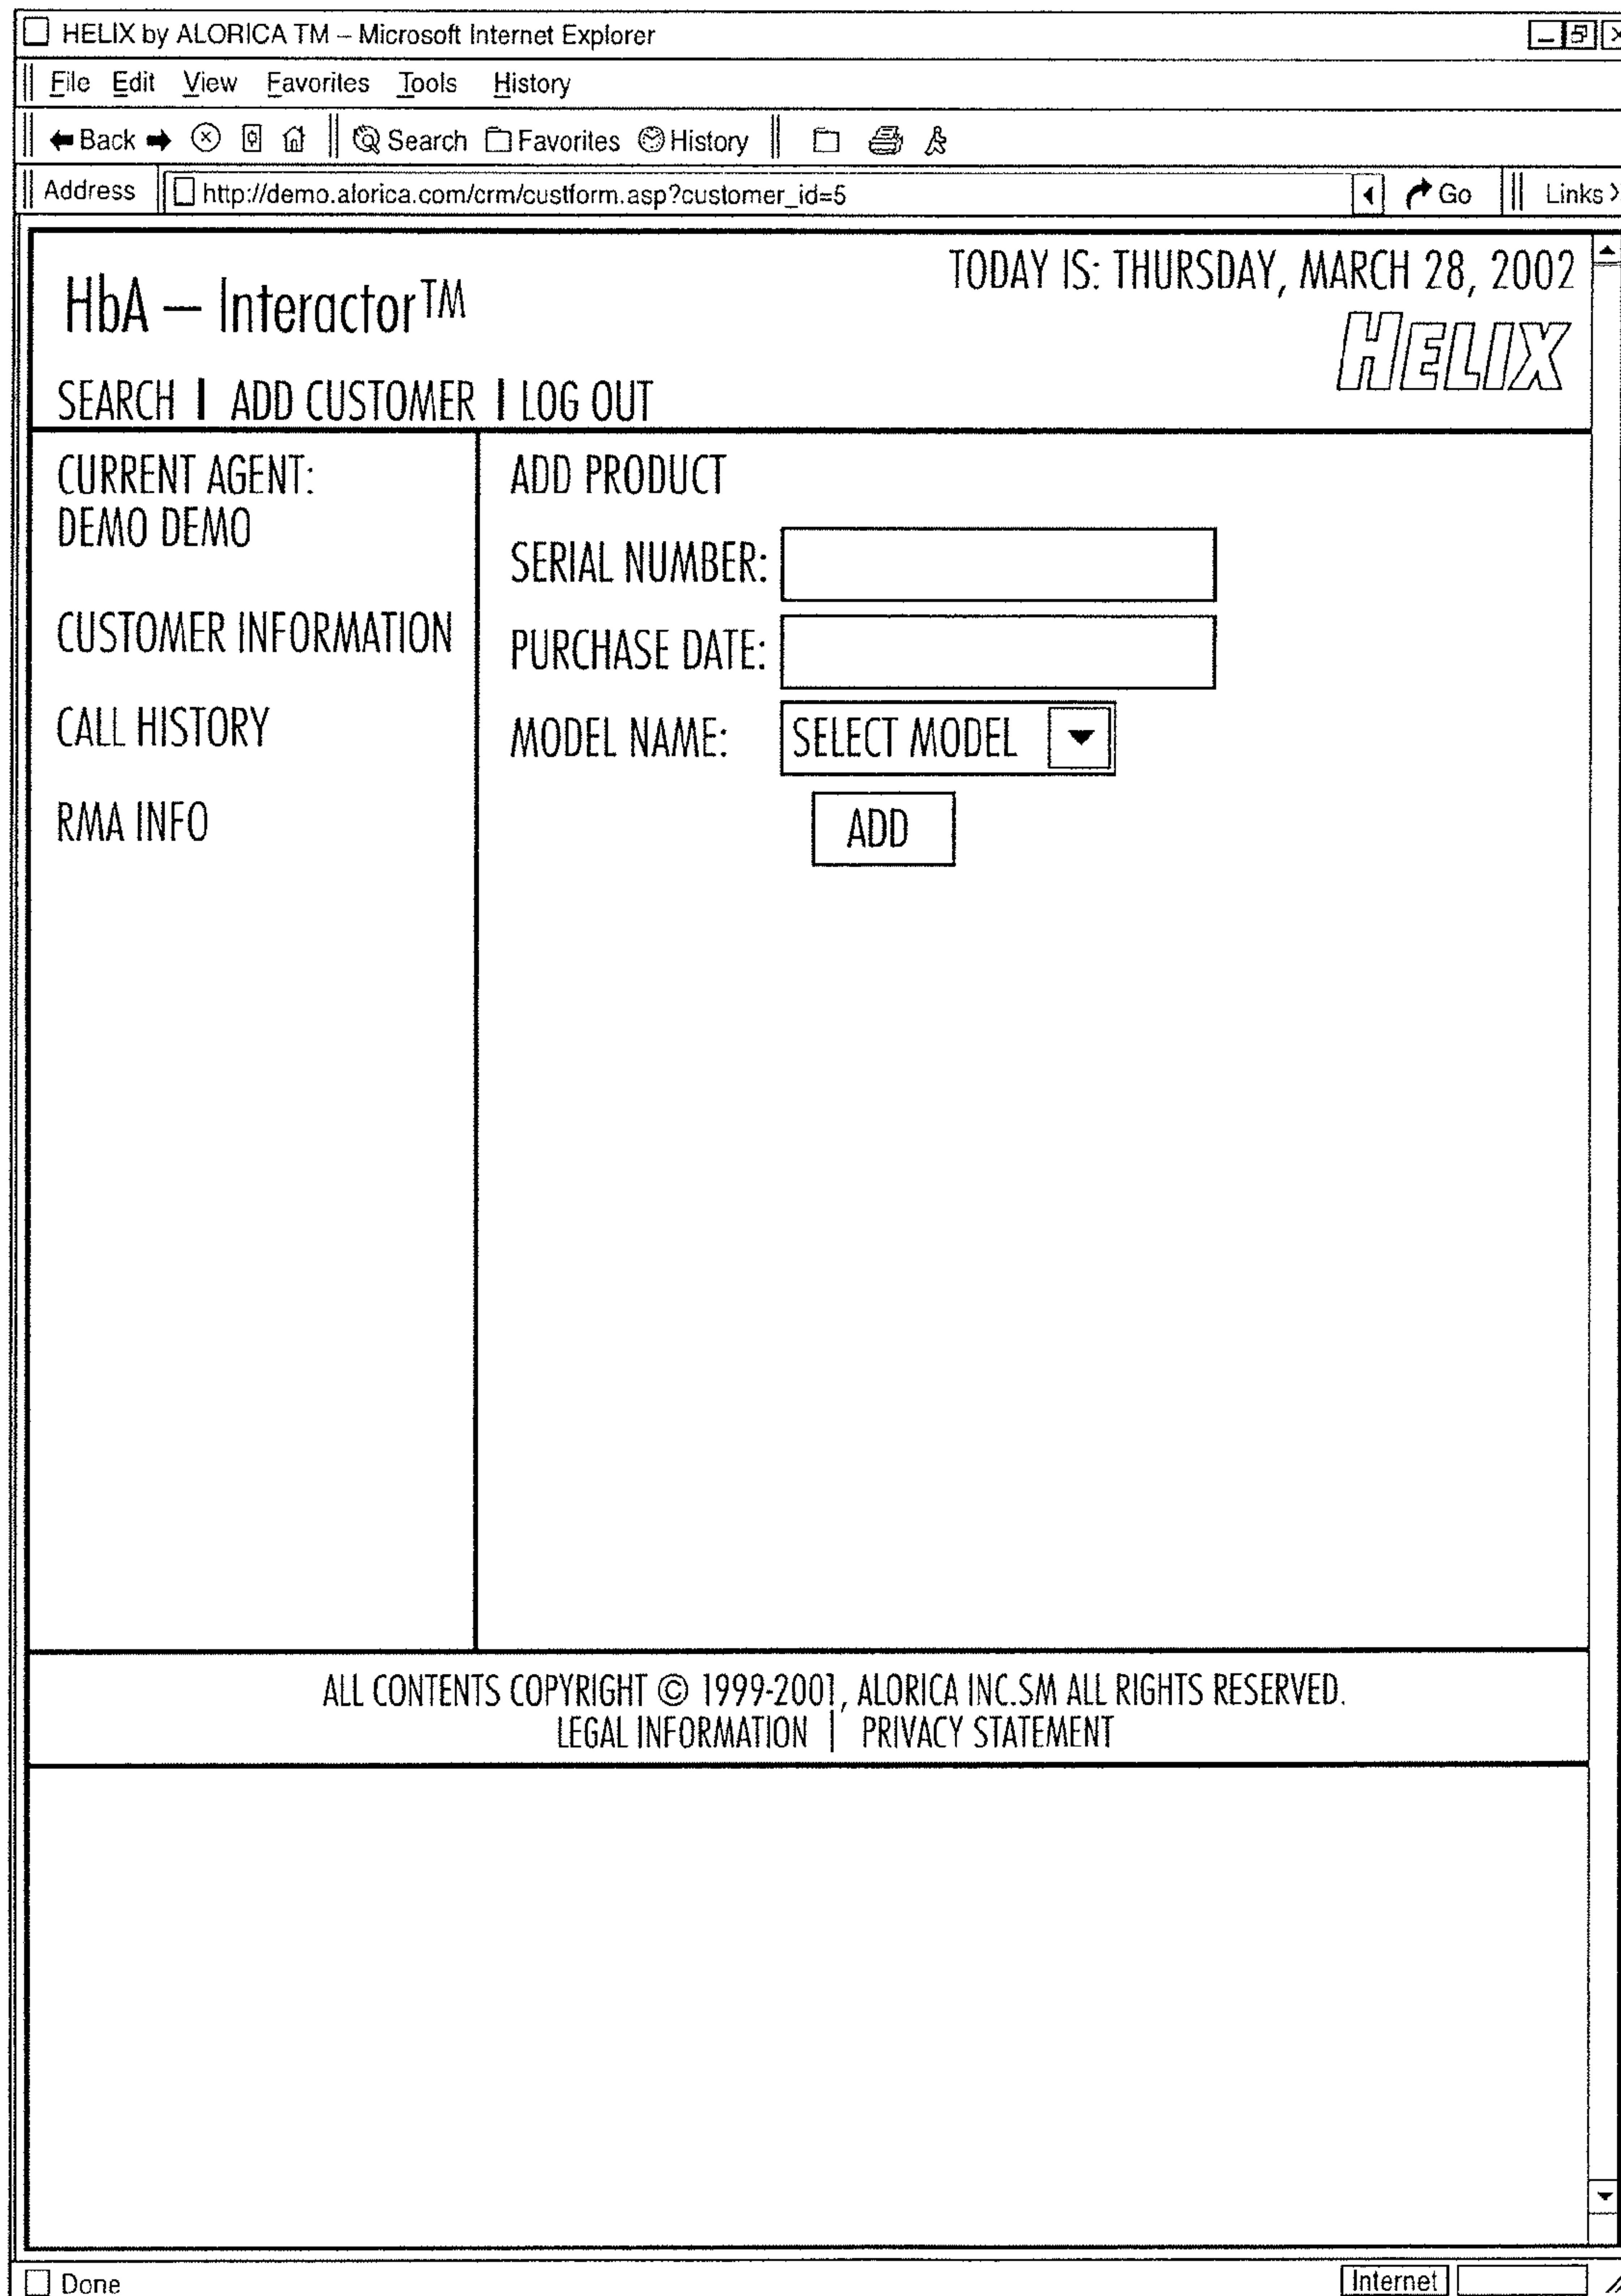 HELIX by ALORICA TM – Microsoft Internet Explorer
File Edit View Favorites Tools History
Back Search Favorites History
Address http://demo.alorica.com/crm/custform.asp?customer_id=5 Go Links
HbA – Interactor™
TODAY IS: THURSDAY, MARCH 28, 2002
HELIX
SEARCH | ADD CUSTOMER | LOG OUT
CURRENT AGENT:
DEMO DEMO
CUSTOMER INFORMATION
CALL HISTORY
RMA INFO
ADD PRODUCT
SERIAL NUMBER:
PURCHASE DATE:
MODEL NAME: SELECT MODEL
ADD
ALL CONTENTS COPYRIGHT © 1999-2001, ALORICA INC.SM ALL RIGHTS RESERVED.
LEGAL INFORMATION | PRIVACY STATEMENT
Done Internet